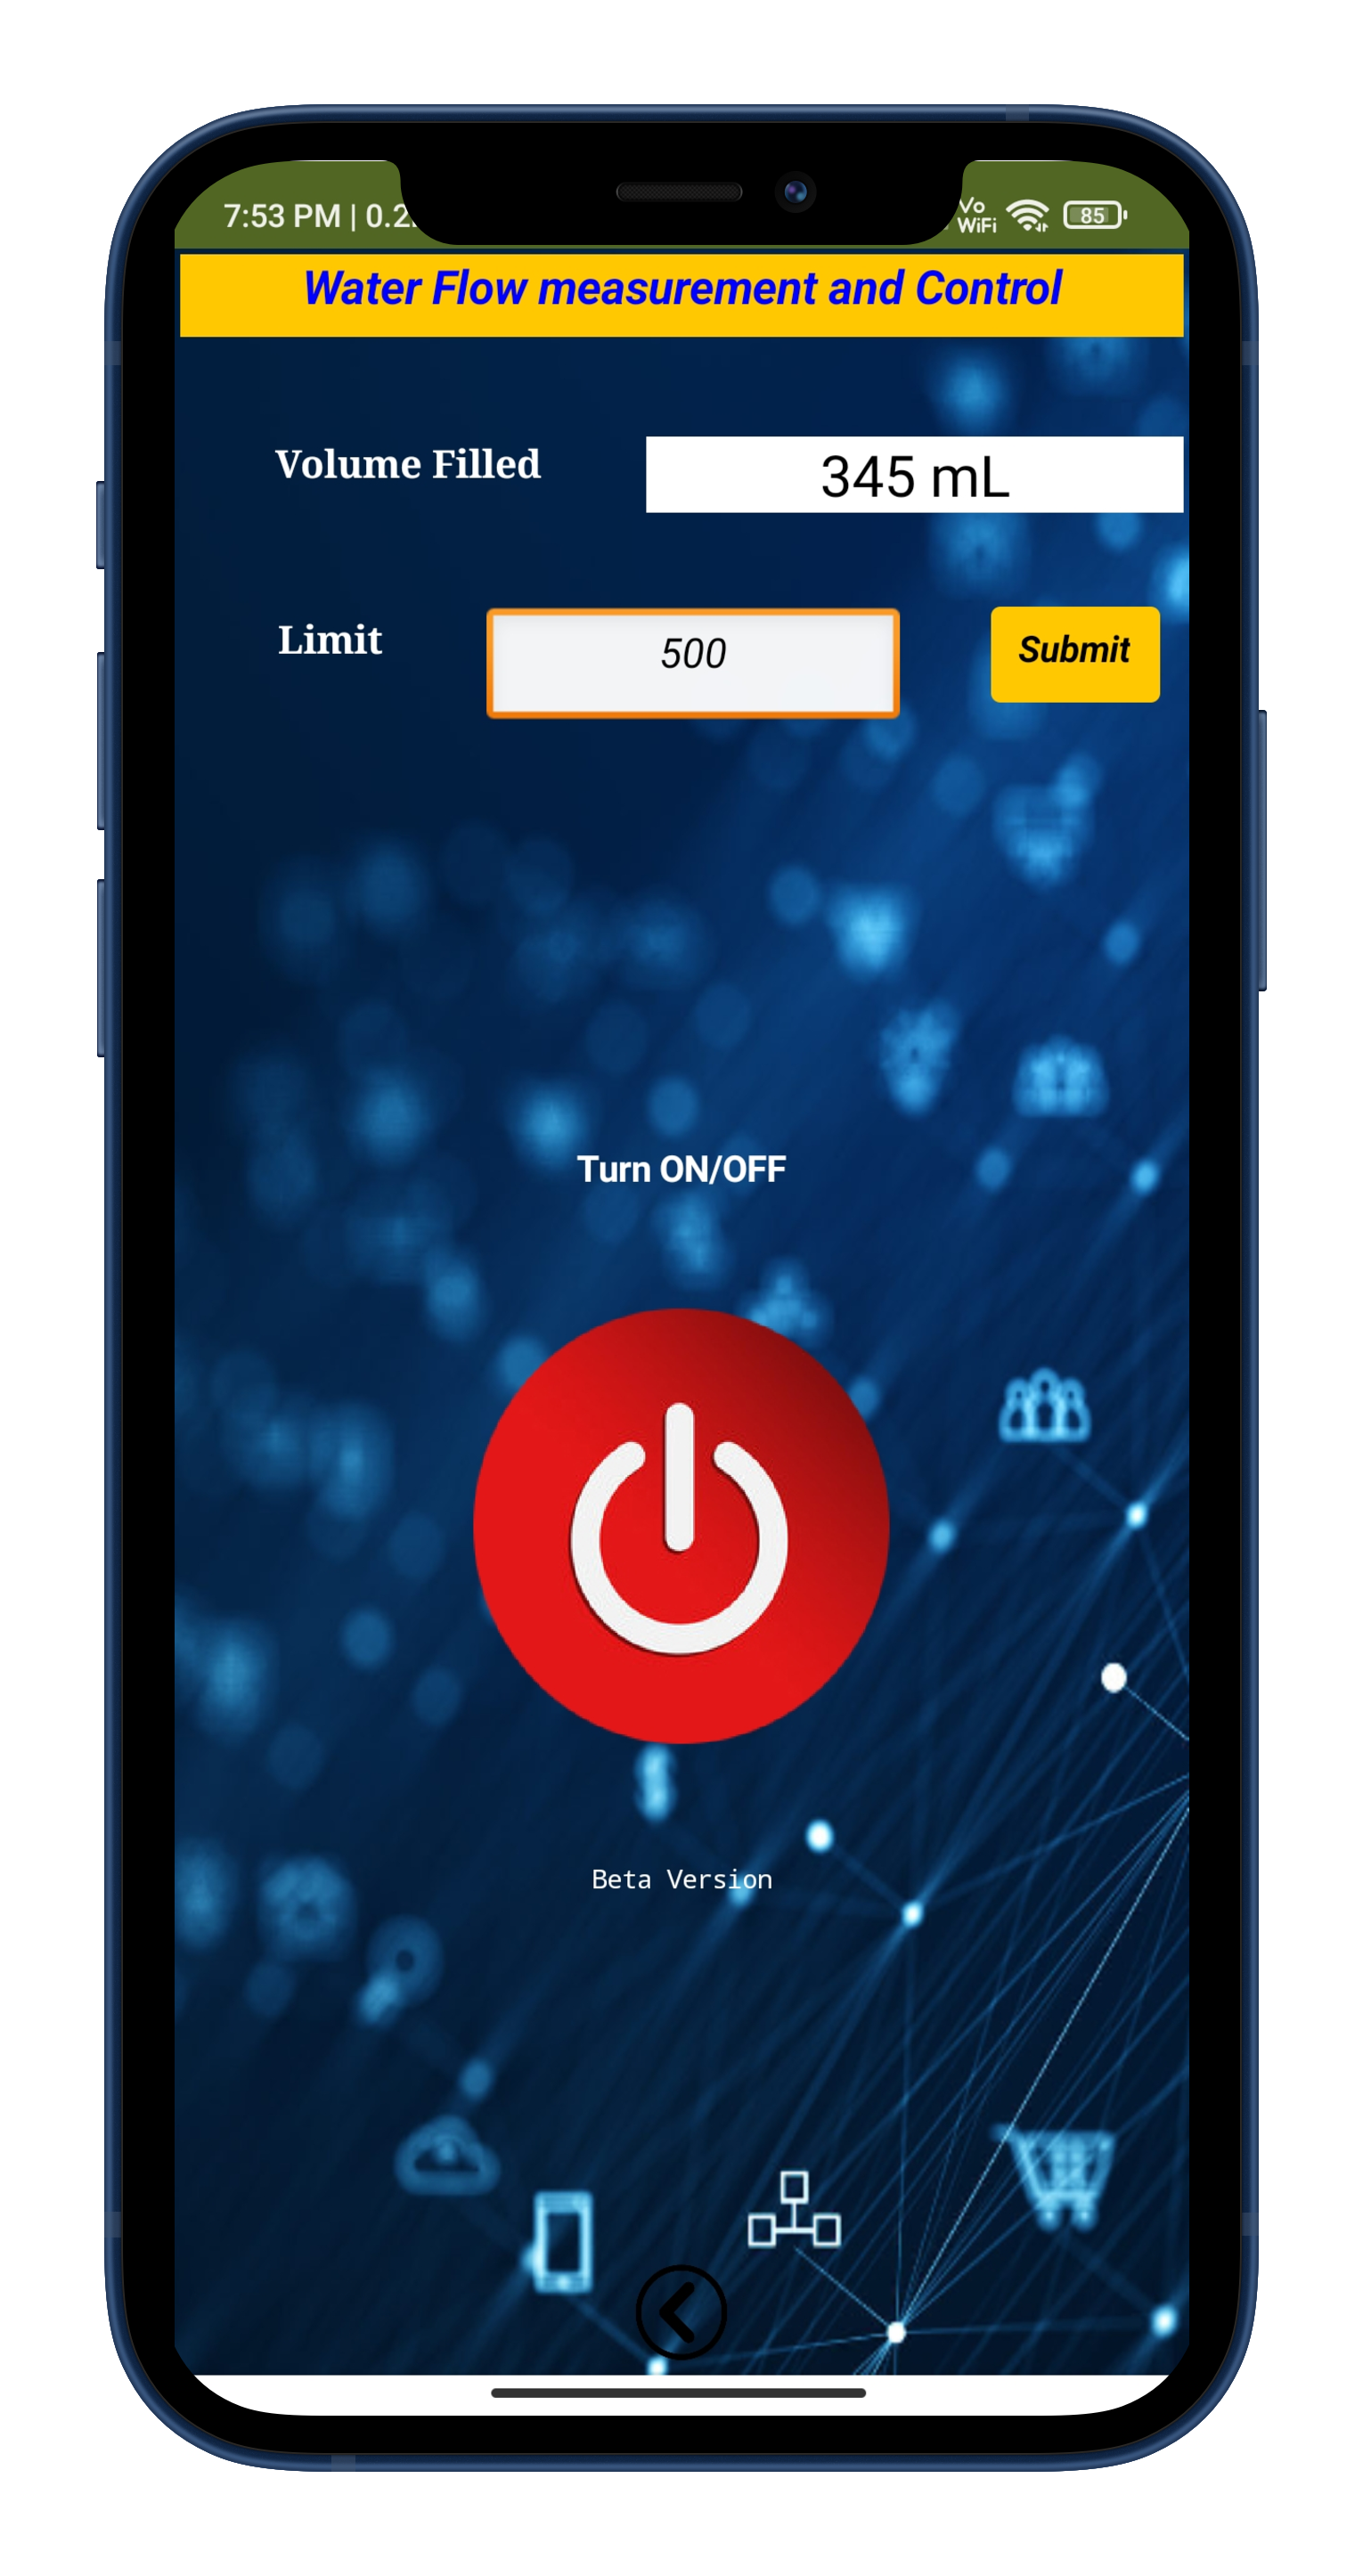 7:53 PM | 0.2
Vo
WiFi
85
Water Flow measurement and Control
Volume Filled
345 mL
Limit
500
Submit
Turn ON/OFF
Beta Version